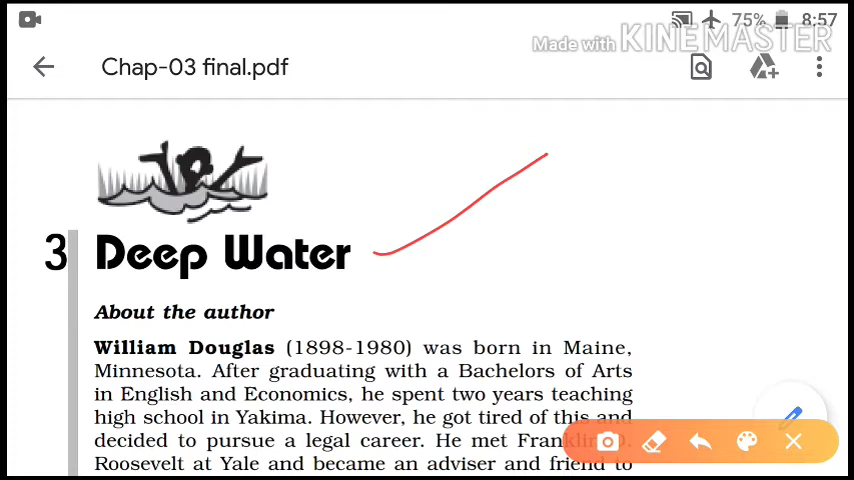 75% 8:57
Made with KINEMASTER
Chap-03 final.pdf
3 Deep Water
About the author
William Douglas (1898-1980) was born in Maine,
Minnesota. After graduating with a Bachelors of Arts
in English and Economics, he spent two years teaching
high school in Yakima. However, he got tired of this and
decided to pursue a legal career. He met Franklin D.
Roosevelt at Yale and became an adviser and friend to